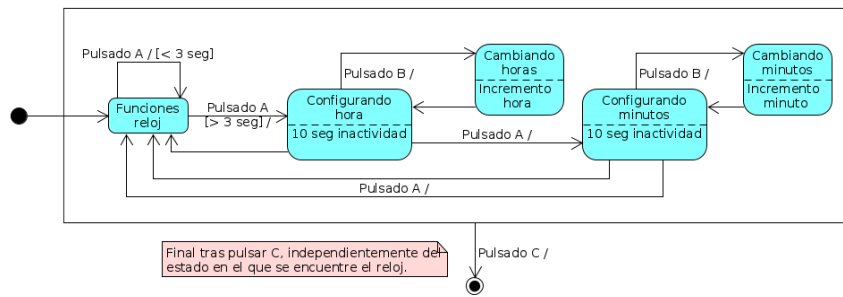 Pulsado A / [< 3 seg]
Funciones
reloj
Pulsado A
[> 3 seg] /
Pulsado B /
Configurando
hora
10 seg inactividad
Cambiando
horas
Incremento
hora
Pulsado A /
Pulsado B /
Configurando
minutos
10 seg inactividad
Cambiando
minutos
Incremento
minuto
Pulsado A /
Final tras pulsar C, independientemente del
estado en el que se encuentre el reloj.
Pulsado C /